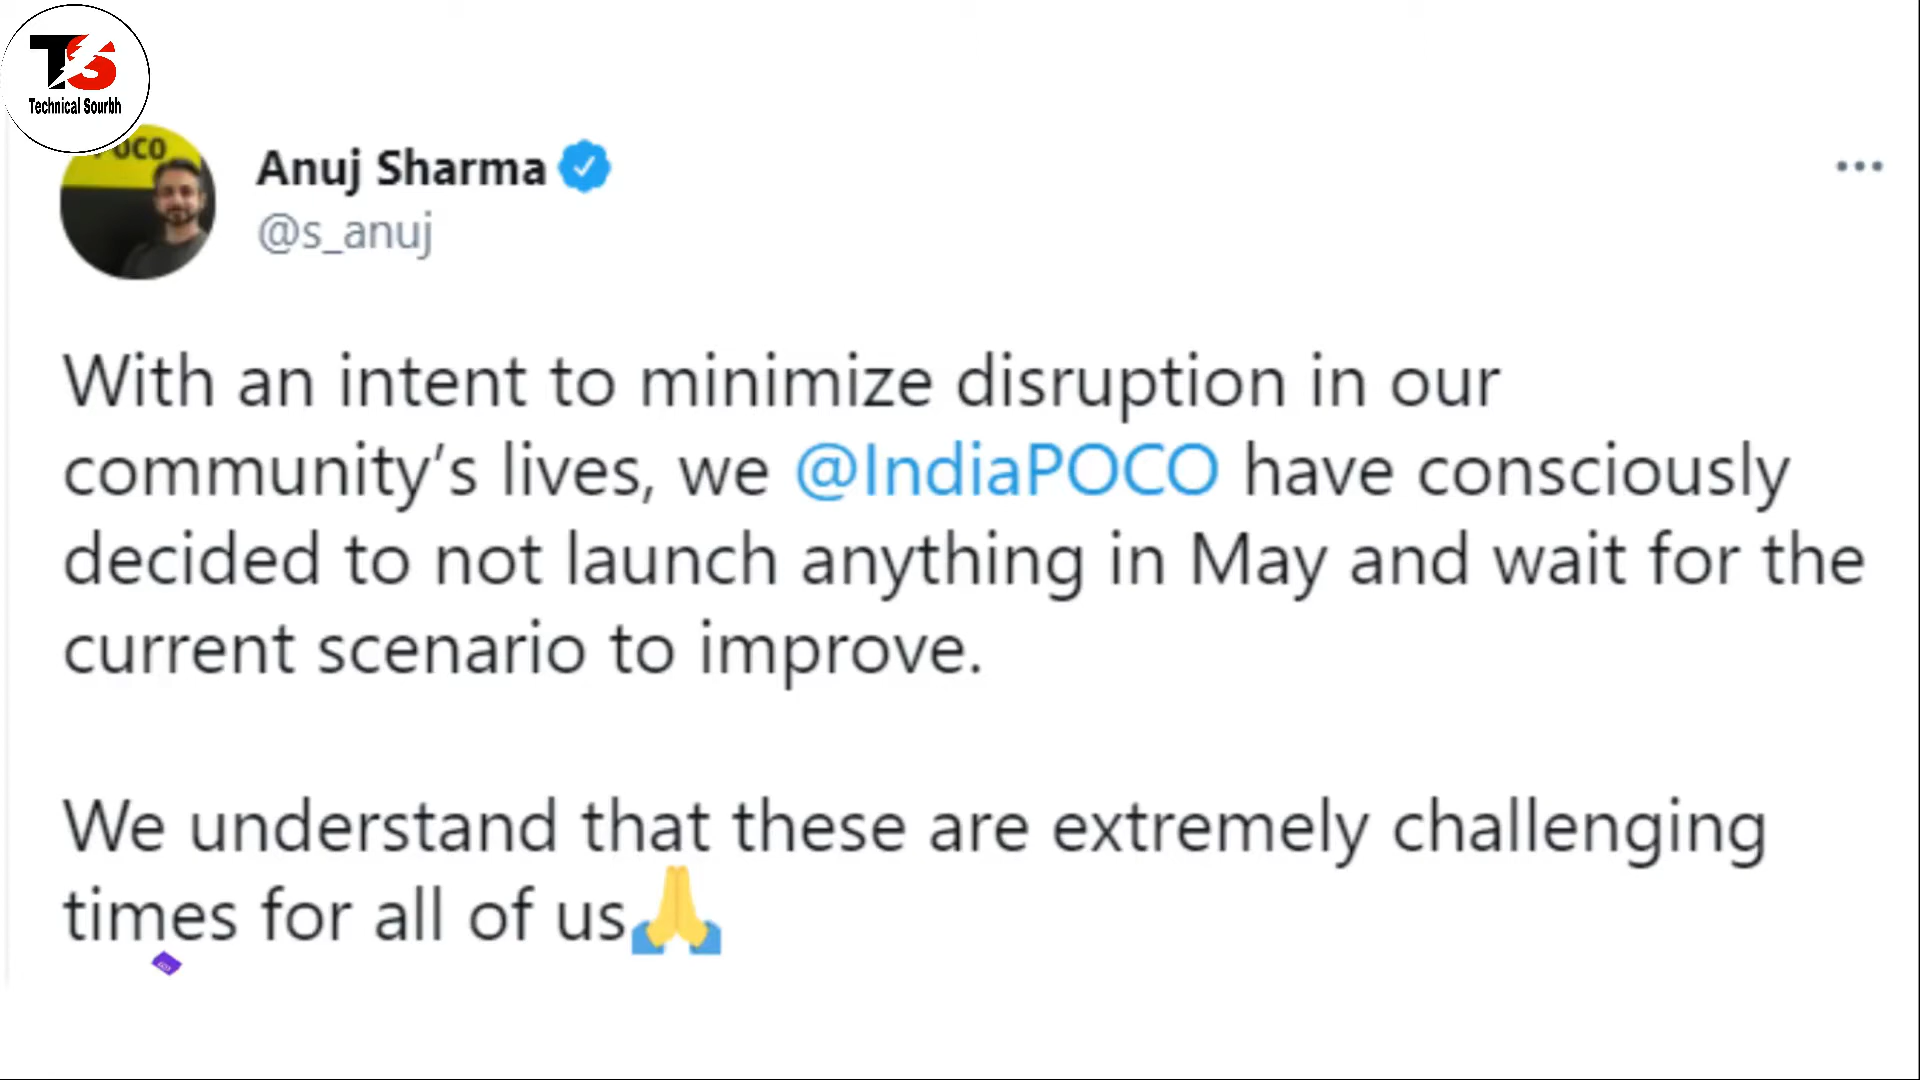 TS
Technical Sourbh
POCO
Anuj Sharma
@s_anuj
With an intent to minimize disruption in our
community’s lives, we @IndiaPOCO have consciously
decided to not launch anything in May and wait for the
current scenario to improve.
We understand that these are extremely challenging
times for all of us🙏